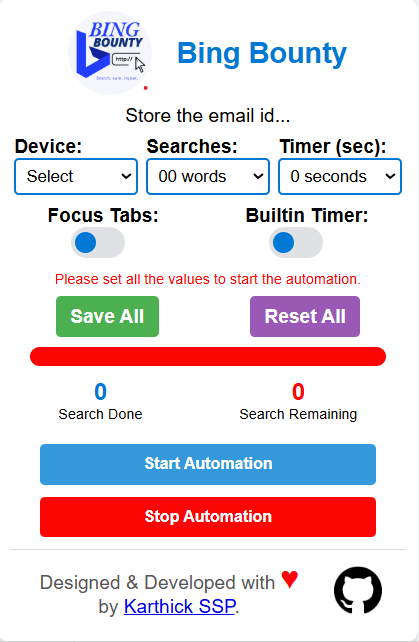 BING
BOUNTY
http://
Search, earn, repeat.
Bing Bounty
Store the email id...
Device: Searches: Timer (sec):
Select 00 words 0 seconds
Focus Tabs: Builtin Timer:
Please set all the values to start the automation.
Save All Reset All
0 0
Search Done Search Remaining
Start Automation
Stop Automation
Designed & Developed with ♥
by Karthick SSP.